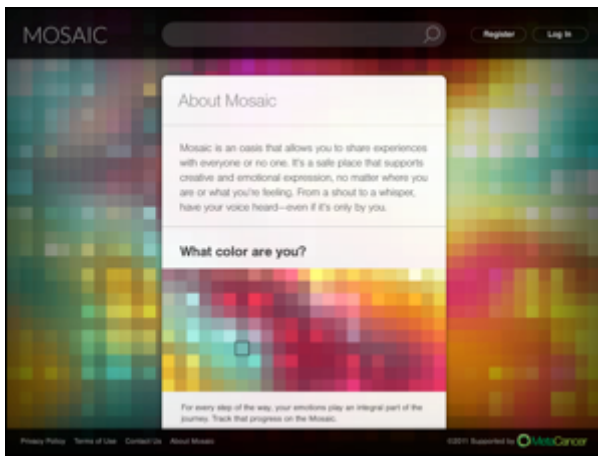 MOSAIC
Register
Log In
About Mosaic
Mosaic is an oasis that allows you to share experiences
with everyone or no one. It's a safe place that supports
creative and emotional expression, no matter where you
are or what you're feeling. From a shout to a whisper,
have your voice heard—even if it's only by you.
What color are you?
For every step of the way, your emotions play an integral part of the
journey. Track that progress on the Mosaic.
Privacy Policy Terms of Use Contact Us About Mosaic
©2011 Supported by MetaCancer